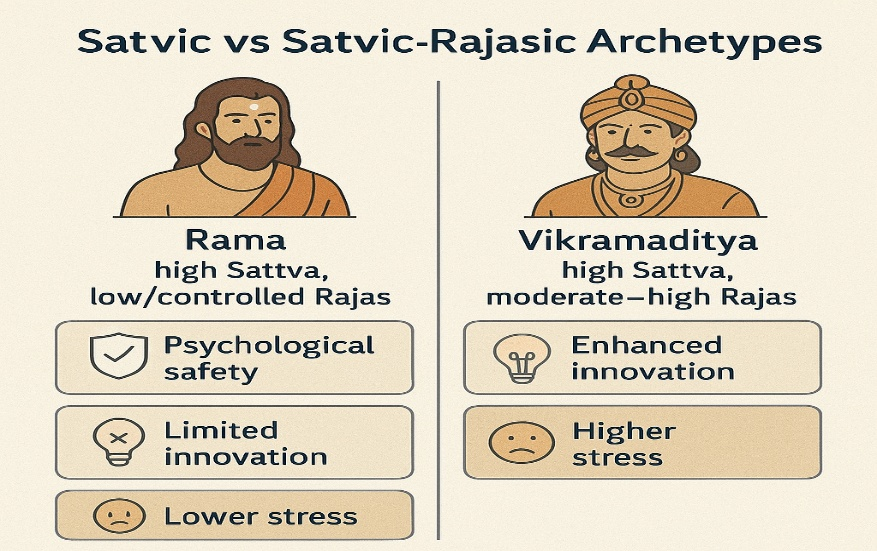 Satvic vs Satvic-Rajasic Archetypes
Rama
high Sattva,
low/controlled Rajas
Psychological
safety
Limited
innovation
Lower stress
Vikramaditya
high Sattva,
moderate–high Rajas
Enhanced
innovation
Higher
stress